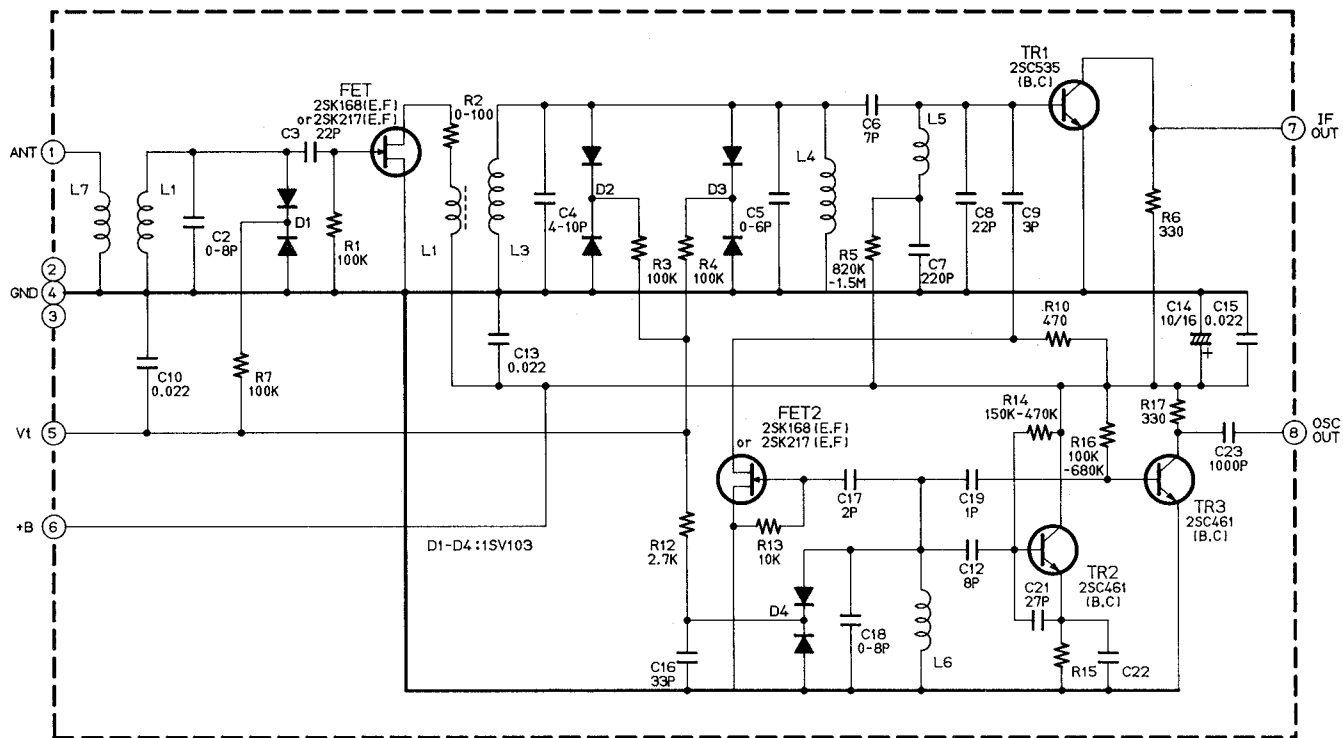 FET
2SK168(E.F)
or 2SK217(E.F)
C3
22P
R2
0-100
TR1
2SC535
(B.C)
ANT 1
L7
L1
C2
0-8P
D1
R1
100K
L1
L3
C4
4-10P
D2
R3
100K
R4
100K
D3
C5
0-6P
L4
C6
7P
L5
R5
820K
-1.5M
C7
220P
C8
22P
C9
3P
R6
330
7 IF
OUT
2
GND 4
3
C10
0.022
R7
100K
C13
0.022
R10
470
C14
10/16
+
C15
0.022
Vt 5
FET2
2SK168(E.F)
or 2SK217(E.F)
R14
150K-470K
R16
100K
-680K
R17
330
C23
1000P
8 OSC
OUT
TR3
2SC461
(B.C)
+B 6
D1-D4:1SV103
R12
2.7K
R13
10K
C17
2P
C19
1P
C12
8P
TR2
2SC461
(B.C)
C21
27P
D4
C16
33P
C18
0-8P
L6
R15
C22